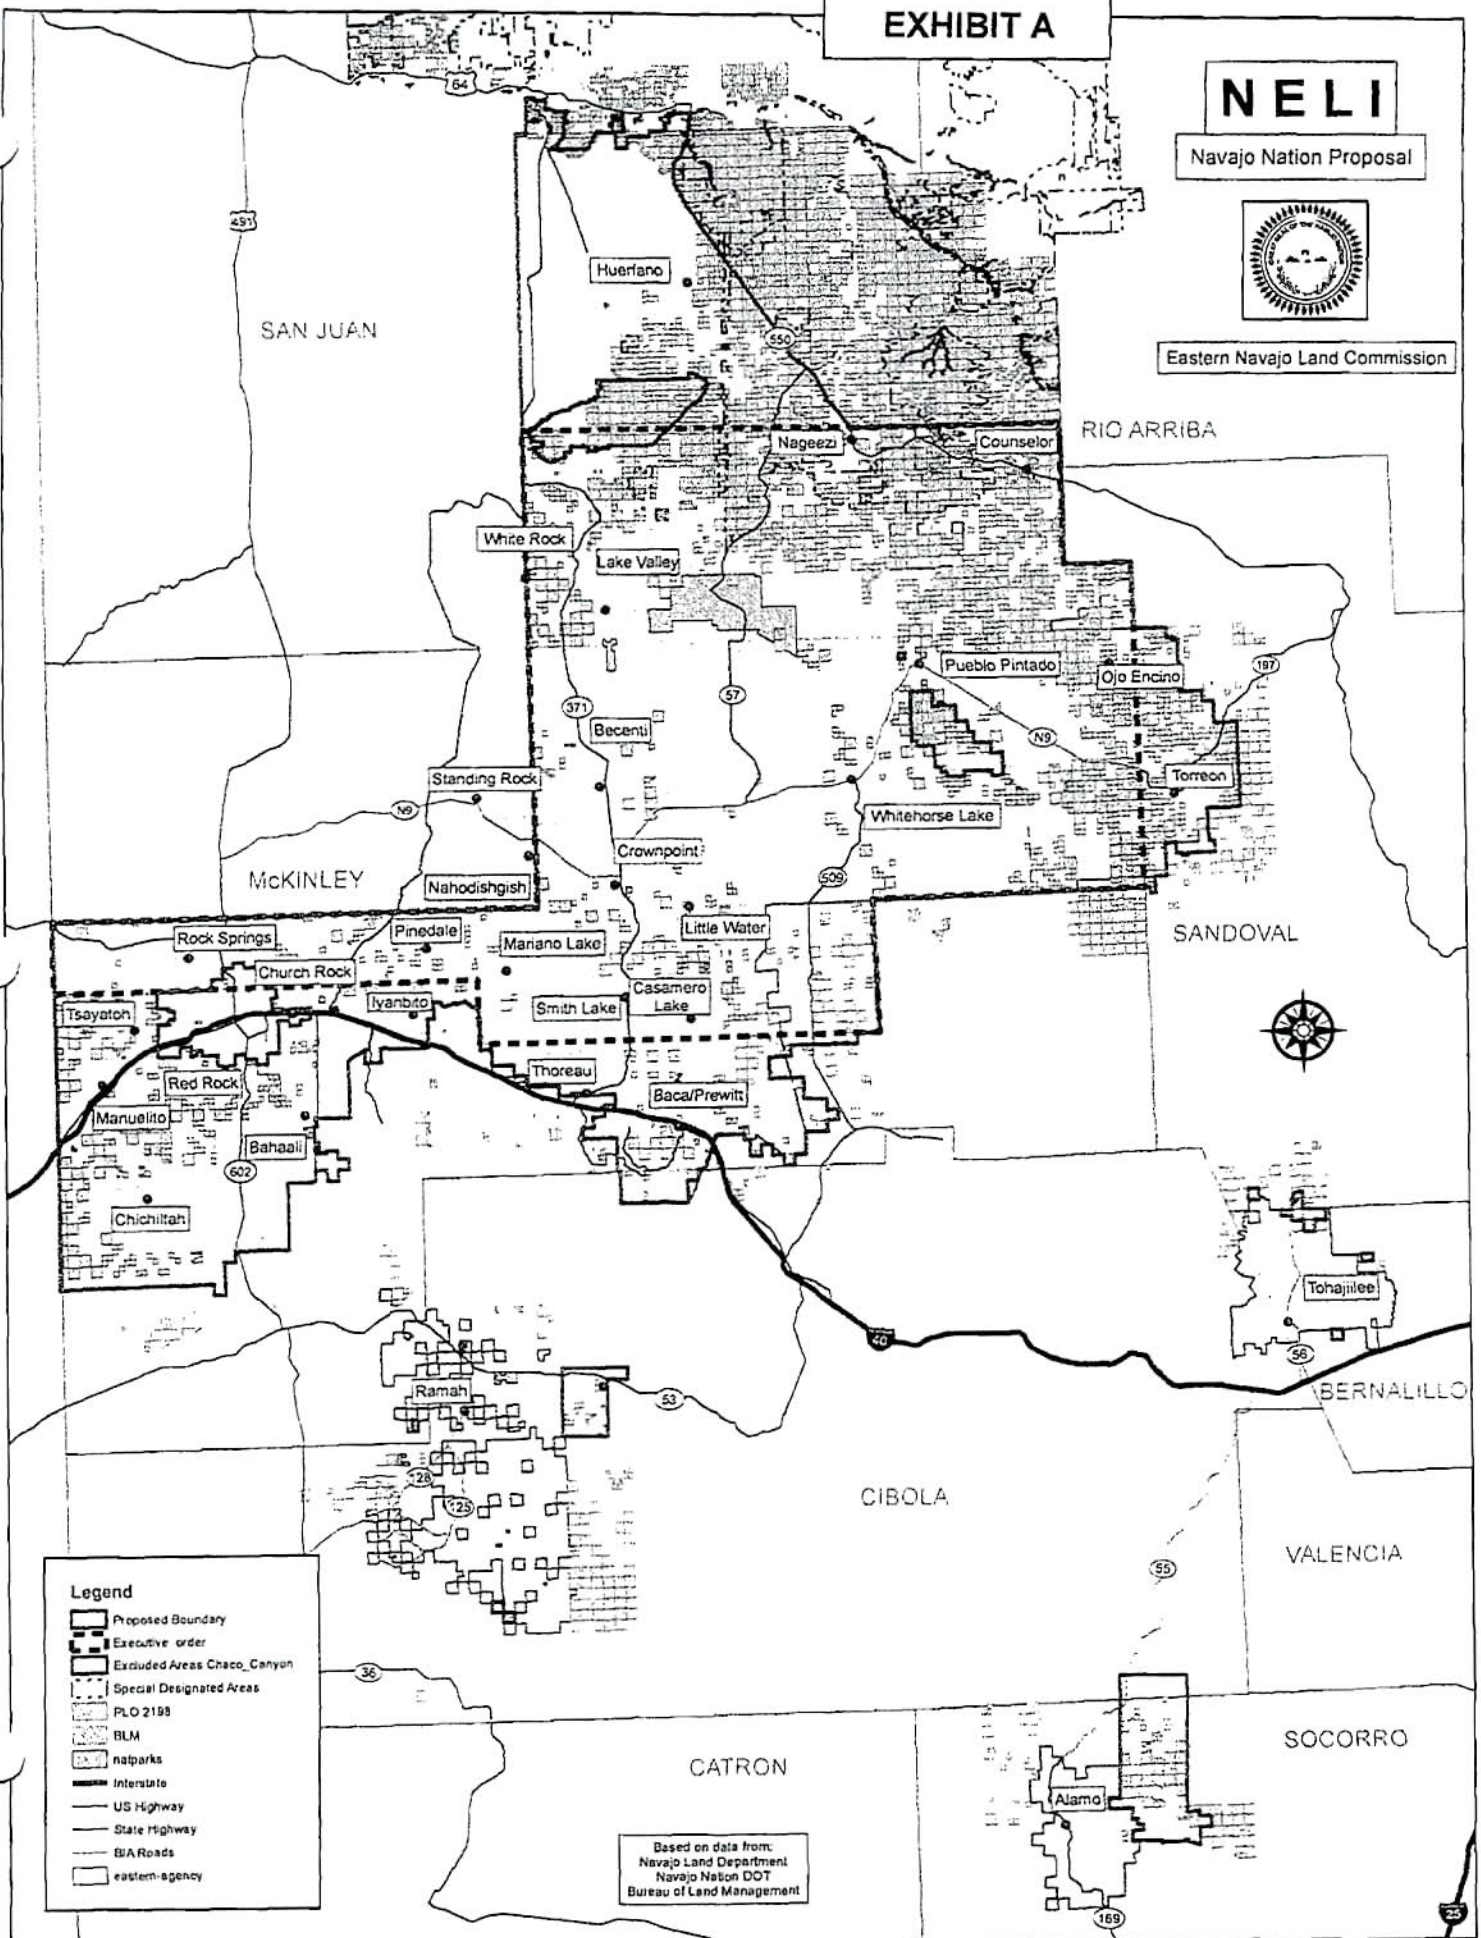 EXHIBIT A
NELI
Navajo Nation Proposal
Eastern Navajo Land Commission
64
491
SAN JUAN
Huerfano
550
RIO ARRIBA
Nageezi
Counselor
White Rock
Lake Valley
Pueblo Pintado
Ojo Encino
197
371
57
Becenti
N9
Standing Rock
Torreon
N9
Whitehorse Lake
Crownpoint
McKINLEY
Nahodishgish
509
Little Water
SANDOVAL
Rock Springs
Pinedale
Mariano Lake
Church Rock
Iyanbito
Smith Lake
Casamero
Lake
Tsayatoh
Thoreau
Red Rock
Baca/Prewitt
Manuelito
Bahaali
602
Chichiltah
Tohajiilee
40
56
BERNALILLO
Ramah
53
128
125
CIBOLA
VALENCIA
55
Legend
Proposed Boundary
Executive order
Excluded Areas Chaco_Canyon
Special Designated Areas
PLO 2198
BLM
natparks
Interstate
US Highway
State Highway
BIA Roads
eastern-agency
36
CATRON
SOCORRO
Alamo
Based on data from:
Navajo Land Department
Navajo Nation DOT
Bureau of Land Management
169
25